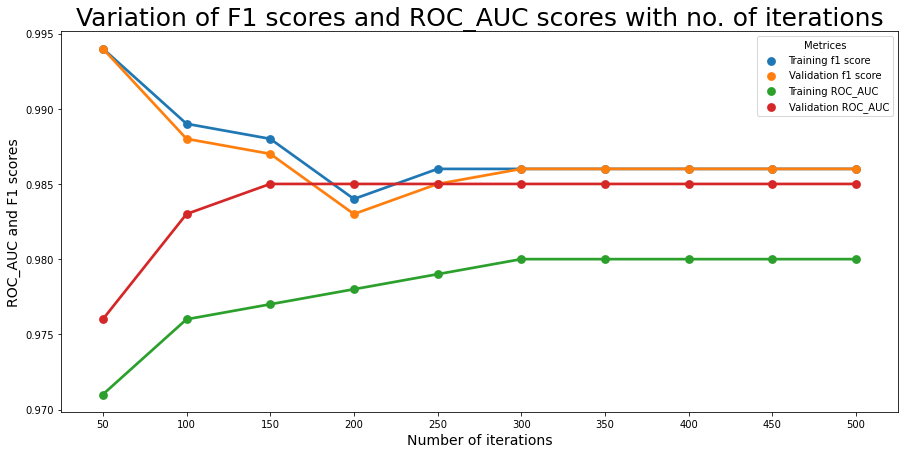 Variation of F1 scores and ROC_AUC scores with no. of iterations
Metrices
Training f1 score
Validation f1 score
Training ROC_AUC
Validation ROC_AUC
ROC_AUC and F1 scores
0.995
0.990
0.985
0.980
0.975
0.970
50 100 150 200 250 300 350 400 450 500
Number of iterations